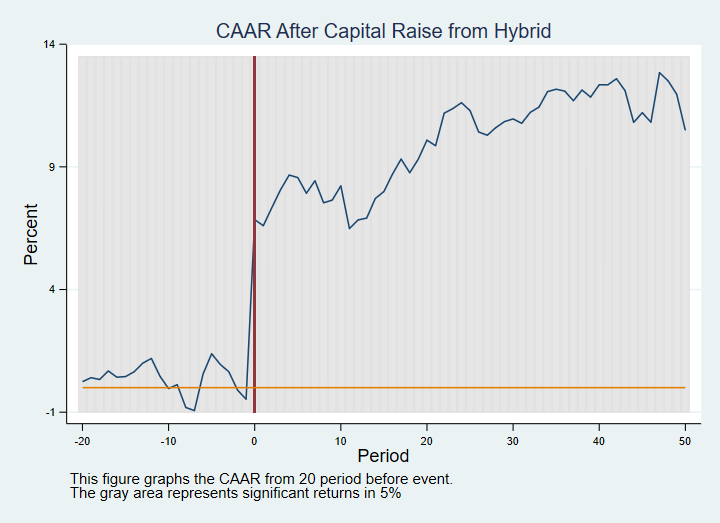 CAAR After Capital Raise from Hybrid
14
9
4
-1
Percent
-20 -10 0 10 20 30 40 50
Period
This figure graphs the CAAR from 20 period before event.
The gray area represents significant returns in 5%